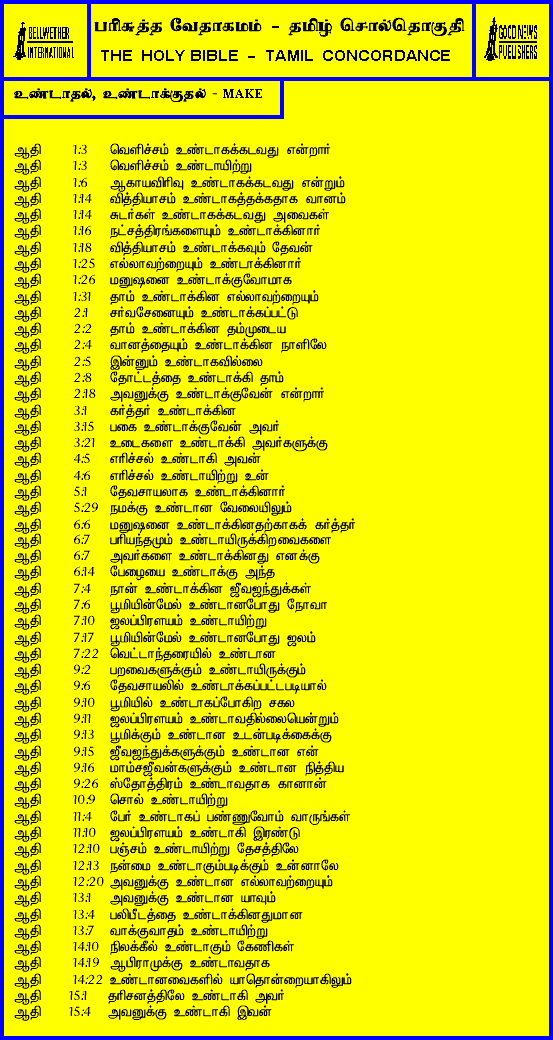 BELLWETHER
INTERNATIONAL
பரிசுத்த வேதாகமம் - தமிழ் சொல்தொகுதி
THE HOLY BIBLE - TAMIL CONCORDANCE
GOOD NEWS
PUBLISHERS
உண்டாதல், உண்டாக்குதல் - MAKE
ஆதி 1:3 வெளிச்சம் உண்டாகக்கடவது என்றார்
ஆதி 1:3 வெளிச்சம் உண்டாயிற்று
ஆதி 1:6 ஆகாயவிரிவு உண்டாகக்கடவது என்றும்
ஆதி 1:14 வித்தியாசம் உண்டாகத்தக்கதாக வானம்
ஆதி 1:14 சுடர்கள் உண்டாகக்கடவது அவைகள்
ஆதி 1:16 நட்சத்திரங்களையும் உண்டாக்கினார்
ஆதி 1:18 வித்தியாசம் உண்டாக்கவும் தேவன்
ஆதி 1:25 எல்லாவற்றையும் உண்டாக்கினார்
ஆதி 1:26 மனுஷனை உண்டாக்குவோமாக
ஆதி 1:31 தாம் உண்டாக்கின எல்லாவற்றையும்
ஆதி 2:1 சர்வசேனையும் உண்டாக்கப்பட்டு
ஆதி 2:2 தாம் உண்டாக்கின தம்முடைய
ஆதி 2:4 வானத்தையும் உண்டாக்கின நாளிலே
ஆதி 2:5 இன்னும் உண்டாகவில்லை
ஆதி 2:8 தோட்டத்தை உண்டாக்கி தாம்
ஆதி 2:18 அவனுக்கு உண்டாக்குவேன் என்றார்
ஆதி 3:1 கர்த்தர் உண்டாக்கின
ஆதி 3:15 பகை உண்டாக்குவேன் அவர்
ஆதி 3:21 உடைகளை உண்டாக்கி அவர்களுக்கு
ஆதி 4:5 எரிச்சல் உண்டாகி அவன்
ஆதி 4:6 எரிச்சல் உண்டாயிற்று உன்
ஆதி 5:1 தேவசாயலாக உண்டாக்கினார்
ஆதி 5:29 நமக்கு உண்டான வேலையிலும்
ஆதி 6:6 மனுஷனை உண்டாக்கினதற்காகக் கர்த்தர்
ஆதி 6:7 பரியந்தமும் உண்டாயிருக்கிறவைகளை
ஆதி 6:7 அவர்களை உண்டாக்கினது எனக்கு
ஆதி 6:14 பேழையை உண்டாக்கு அந்த
ஆதி 7:4 நான் உண்டாக்கின ஜீவஜந்துக்கள்
ஆதி 7:6 பூமியின்மேல் உண்டானபோது நோவா
ஆதி 7:10 ஜலப்பிரளயம் உண்டாயிற்று
ஆதி 7:17 பூமியின்மேல் உண்டானபோது ஜலம்
ஆதி 7:22 வெட்டாந்தரையில் உண்டான
ஆதி 9:2 பறவைகளுக்கும் உண்டாயிருக்கும்
ஆதி 9:6 தேவசாயலில் உண்டாக்கப்பட்டபடியால்
ஆதி 9:10 பூமியில் உண்டாகப்போகிற சகல
ஆதி 9:11 ஜலப்பிரளயம் உண்டாவதில்லையென்றும்
ஆதி 9:13 பூமிக்கும் உண்டான உடன்படிக்கைக்கு
ஆதி 9:15 ஜீவஜந்துக்களுக்கும் உண்டான என்
ஆதி 9:16 மாம்சஜீவன்களுக்கும் உண்டான நித்திய
ஆதி 9:26 ஸ்தோத்திரம் உண்டாவதாக கானான்
ஆதி 10:9 சொல் உண்டாயிற்று
ஆதி 11:4 பேர் உண்டாகப் பண்ணுவோம் வாருங்கள்
ஆதி 11:10 ஜலப்பிரளயம் உண்டாகி இரண்டு
ஆதி 12:10 பஞ்சம் உண்டாயிற்று தேசத்திலே
ஆதி 12:13 நன்மை உண்டாகும்படிக்கும் உன்னாலே
ஆதி 12:20 அவனுக்கு உண்டான எல்லாவற்றையும்
ஆதி 13:1 அவனுக்கு உண்டான யாவும்
ஆதி 13:4 பலிபீடத்தை உண்டாக்கினதுமான
ஆதி 13:7 வாக்குவாதம் உண்டாயிற்று
ஆதி 14:10 நிலக்கீல் உண்டாகும் கேணிகள்
ஆதி 14:19 ஆபிராமுக்கு உண்டாவதாக
ஆதி 14:22 உண்டானவைகளில் யாதொன்றையாகிலும்
ஆதி 15:1 தரிசனத்திலே உண்டாகி அவர்
ஆதி 15:4 அவனுக்கு உண்டாகி இவன்